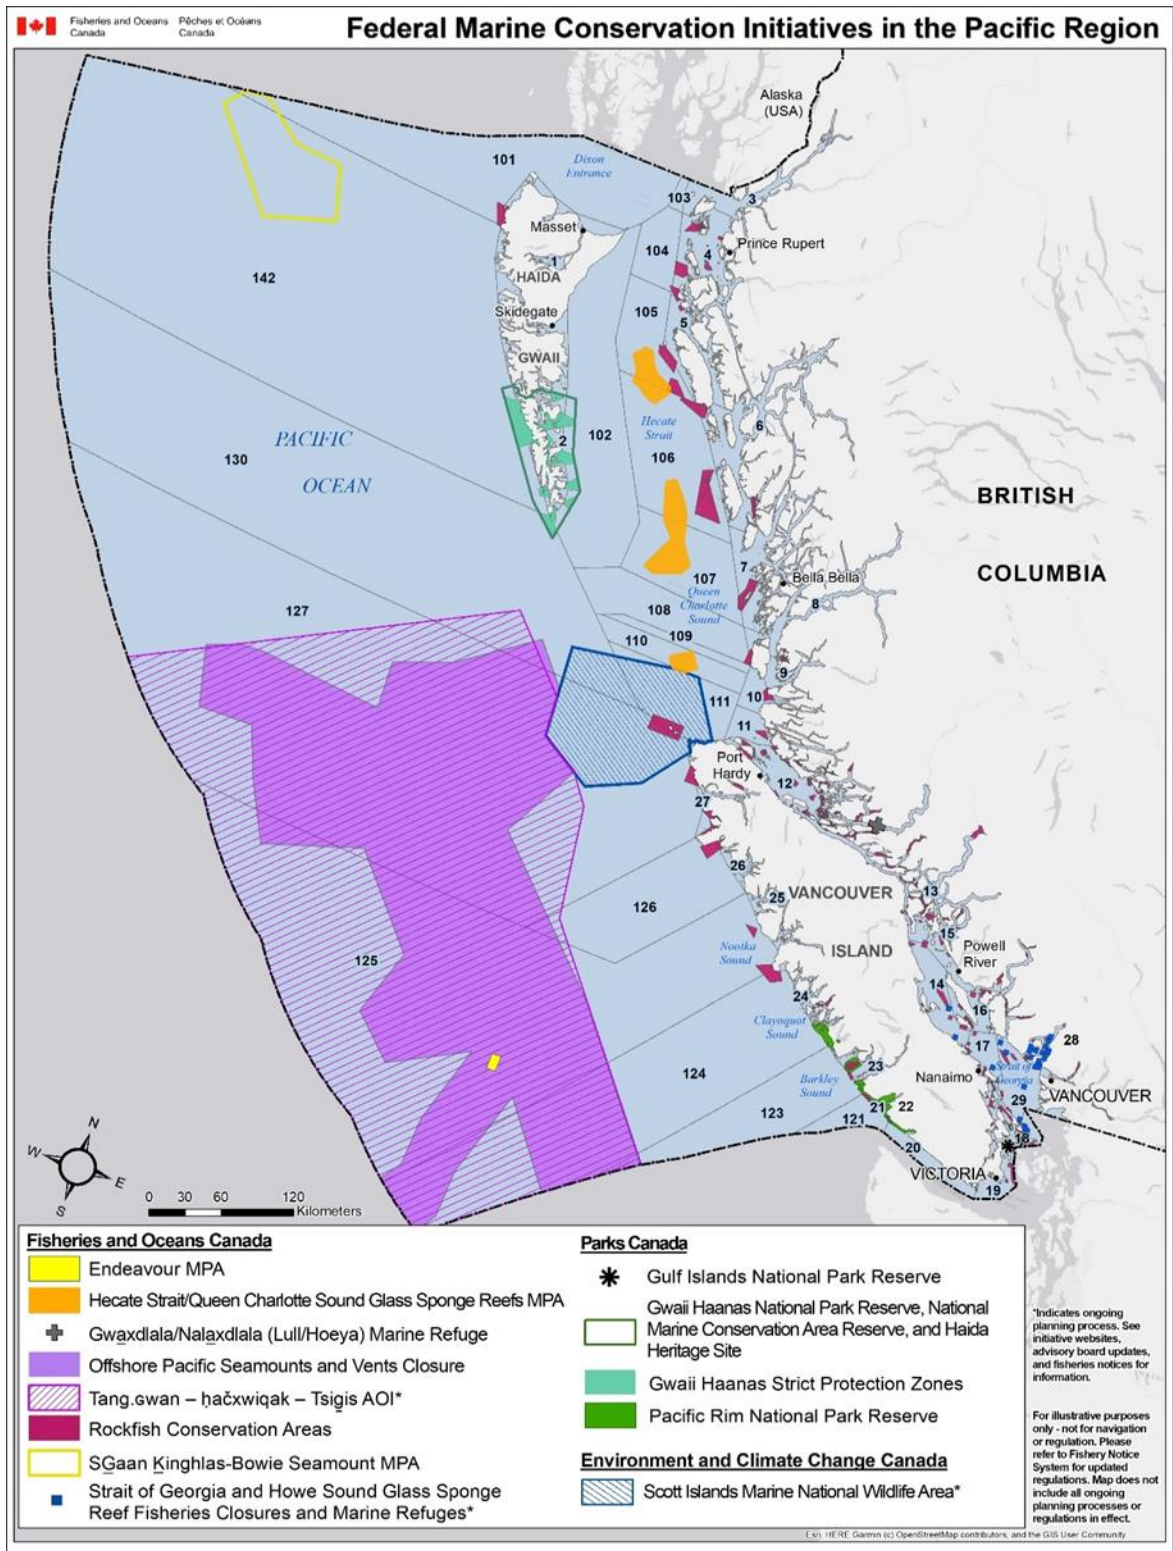 Fisheries and Oceans
Canada
Pêches et Océans
Canada
Federal Marine Conservation Initiatives in the Pacific Region
Alaska
(USA)
101
Dixon
Entrance
103
3
Masset
104
4
Prince Rupert
1
HAIDA
142
105
5
Skidegate
GWAII
6
Hecate
Strait
2
102
PACIFIC
130
106
OCEAN
BRITISH
COLUMBIA
7
107
Bella Bella
Queen
Charlotte
Sound
8
127
108
109
110
9
10
111
11
Port
Hardy
12
27
26
13
VANCOUVER
25
126
15
Nootka
Sound
ISLAND
Powell
River
125
14
24
16
Clayoquot
Sound
17
28
23
Strait of
Georgia
124
Nanaimo
Barkley
Sound
VANCOUVER
29
21
22
123
121
18
20
VICTORIA
19
N
W
E
S
0 30 60 120
Kilometers
Fisheries and Oceans Canada
Endeavour MPA
Hecate Strait/Queen Charlotte Sound Glass Sponge Reefs MPA
Gwa̱xdlala/Nala̱xdlala (Lull/Hoeya) Marine Refuge
Offshore Pacific Seamounts and Vents Closure
Tang.ɢwan – ḥačxʷiqak – Tsig̱is AOI*
Rockfish Conservation Areas
SG̱aan Ḵinghlas-Bowie Seamount MPA
Strait of Georgia and Howe Sound Glass Sponge
Reef Fisheries Closures and Marine Refuges*
Parks Canada
Gulf Islands National Park Reserve
Gwaii Haanas National Park Reserve, National
Marine Conservation Area Reserve, and Haida
Heritage Site
Gwaii Haanas Strict Protection Zones
Pacific Rim National Park Reserve
Environment and Climate Change Canada
Scott Islands Marine National Wildlife Area*
*Indicates ongoing
planning process. See
initiative websites,
advisory board updates,
and fisheries notices for
information.
For illustrative purposes
only - not for navigation
or regulation. Please
refer to Fishery Notice
System for updated
regulations. Map does not
include all ongoing
planning processes or
regulations in effect.
Esri, HERE Garmin (c) OpenStreetMap contributors, and the GIS User Community